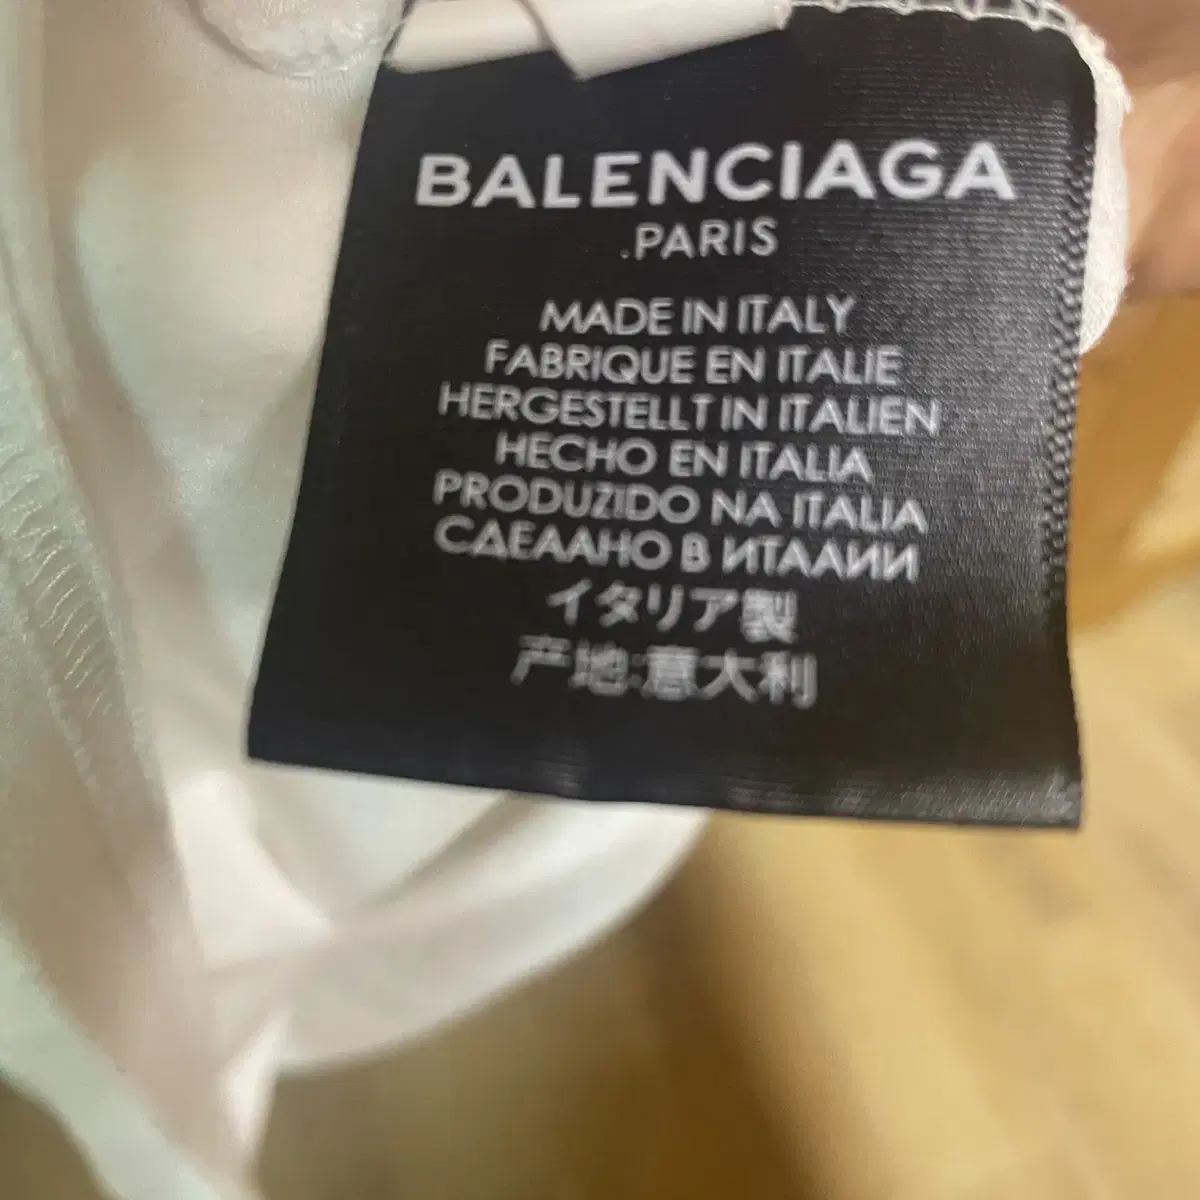 BALENCIAGA
.PARIS
MADE IN ITALY
FABRIQUE EN ITALIE
HERGESTELLT IN ITALIEN
HECHO EN ITALIA
PRODUZIDO NA ITALIA
СДЕЛАНО В ИТАЛИИ
イタリア製
产地:意大利